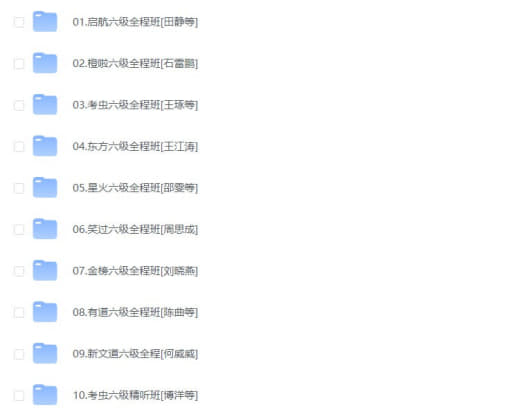 01.启航六级全程班[田静等]
02.橙啦六级全程班[石雷鹏]
03.考虫六级全程班[王琢等]
04.东方六级全程班[王江涛]
05.星火六级全程班[邵雯等]
06.笑过六级全程班[周思成]
07.金榜六级全程班[刘晓燕]
08.有道六级全程班[陈曲等]
09.新文道六级全程[何威威]
10.考虫六级精听班[博洋等]